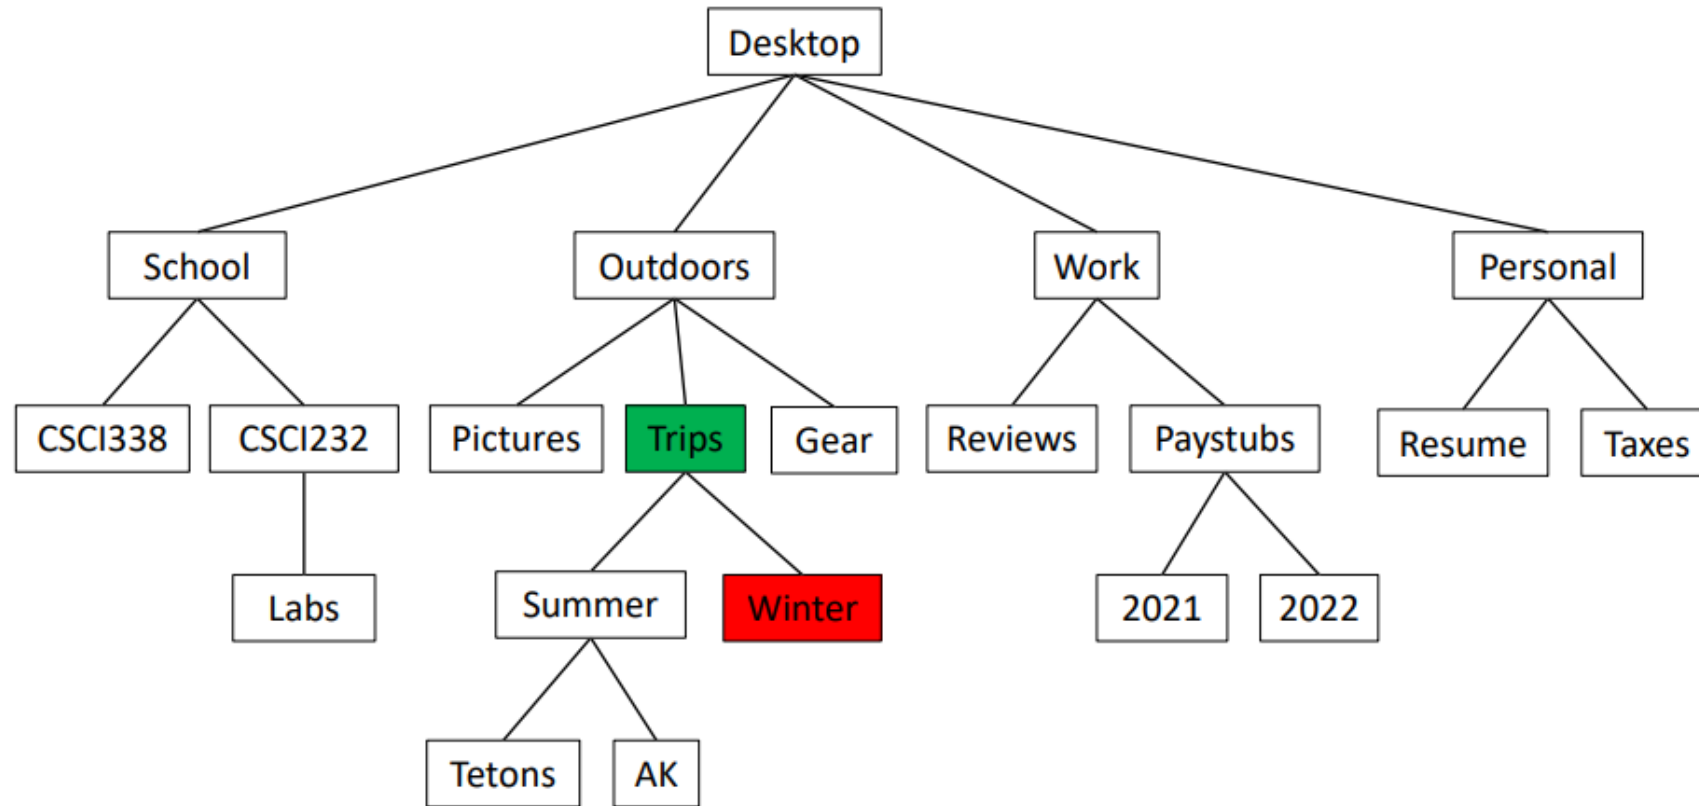 Desktop
School
Outdoors
Work
Personal
CSCI338
CSCI232
Pictures
Trips
Gear
Reviews
Paystubs
Resume
Taxes
Labs
Summer
Winter
2021
2022
Tetons
AK